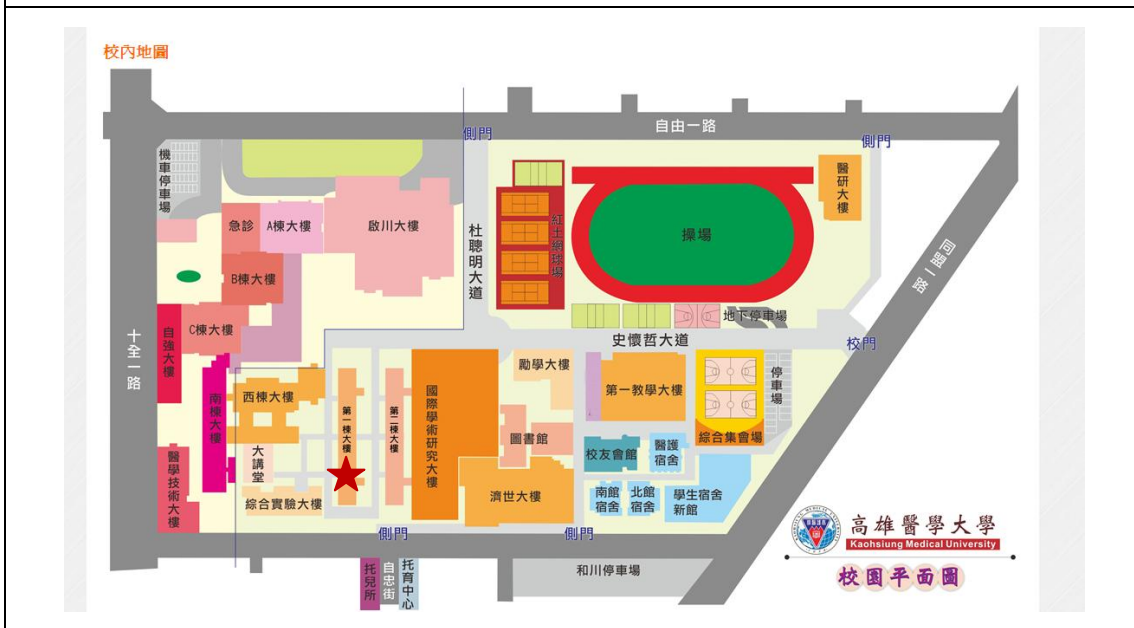 校內地圖
自由一路
側門
側門
機車停車場
醫研大樓
急診
A棟大樓
啟川大樓
杜聰明大道
紅土網球場
操場
同盟一路
B棟大樓
十全一路
自強大樓
C棟大樓
地下停車場
史懷哲大道
校門
南棟大樓
西棟大樓
第一棟大樓
第二棟大樓
國際學術研究大樓
勵學大樓
第一教學大樓
停車場
綜合集會場
大講堂
圖書館
校友會館
醫護宿舍
醫學技術大樓
綜合實驗大樓
濟世大樓
南館宿舍
北館宿舍
學生宿舍新館
側門
側門
托兒所
自忠街
托育中心
和川停車場
高雄醫學大學
Kaohsiung Medical University
校園平面圖